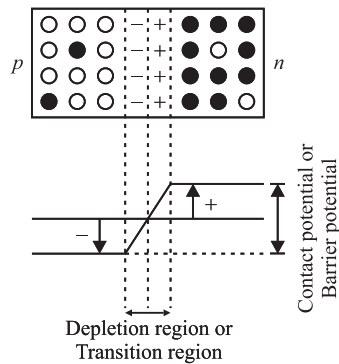 p
− +
− +
− +
− +
n
+
−
Contact potential or
Barrier potential
Depletion region or
Transition region